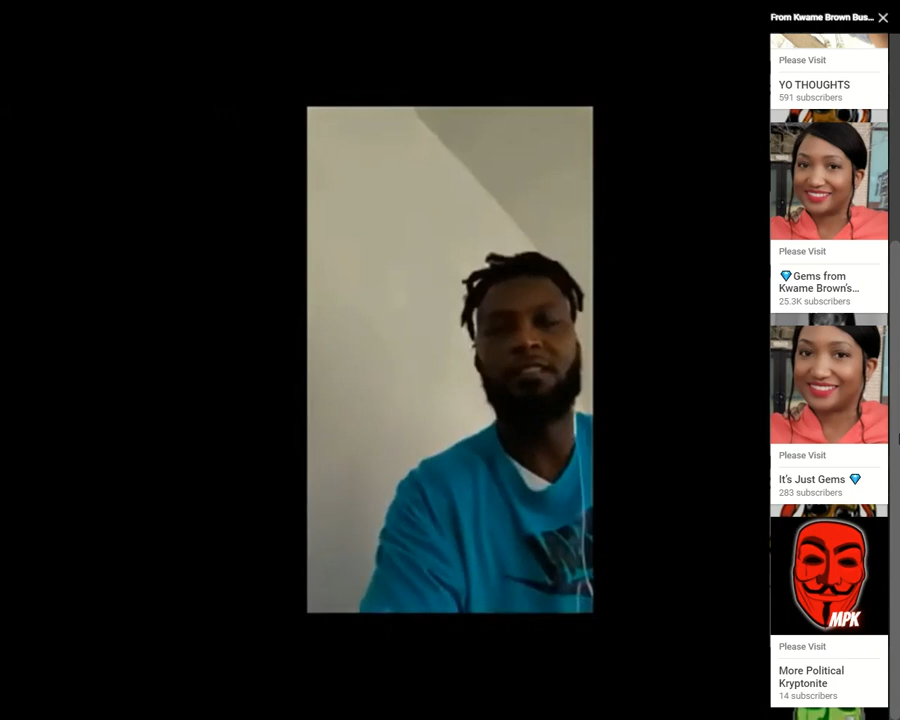 From Kwame Brown Bus...
Please Visit
YO THOUGHTS
591 subscribers
Please Visit
💎Gems from
Kwame Brown's...
25.3K subscribers
Please Visit
It's Just Gems 💎
283 subscribers
MPK
Please Visit
More Political
Kryptonite
14 subscribers